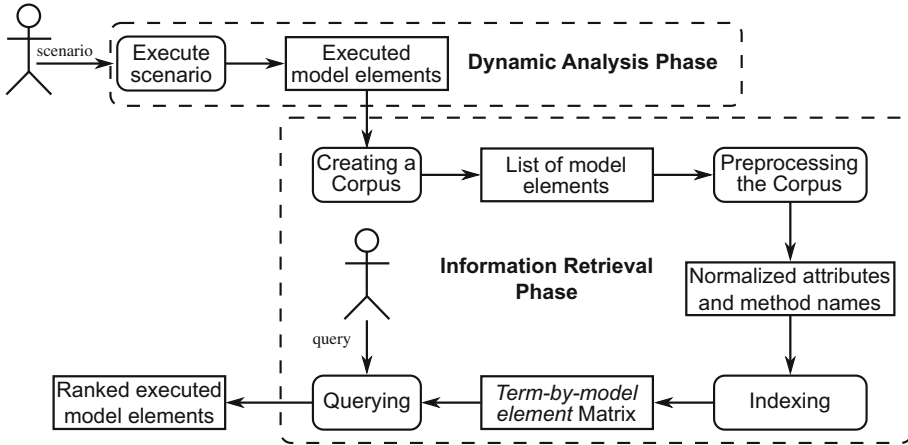 scenario
Execute
scenario
Executed
model elements
Dynamic Analysis Phase
Creating a
Corpus
List of model
elements
Preprocessing
the Corpus
Information Retrieval
Phase
Normalized attributes
and method names
query
Ranked executed
model elements
Querying
Term-by-model
element Matrix
Indexing